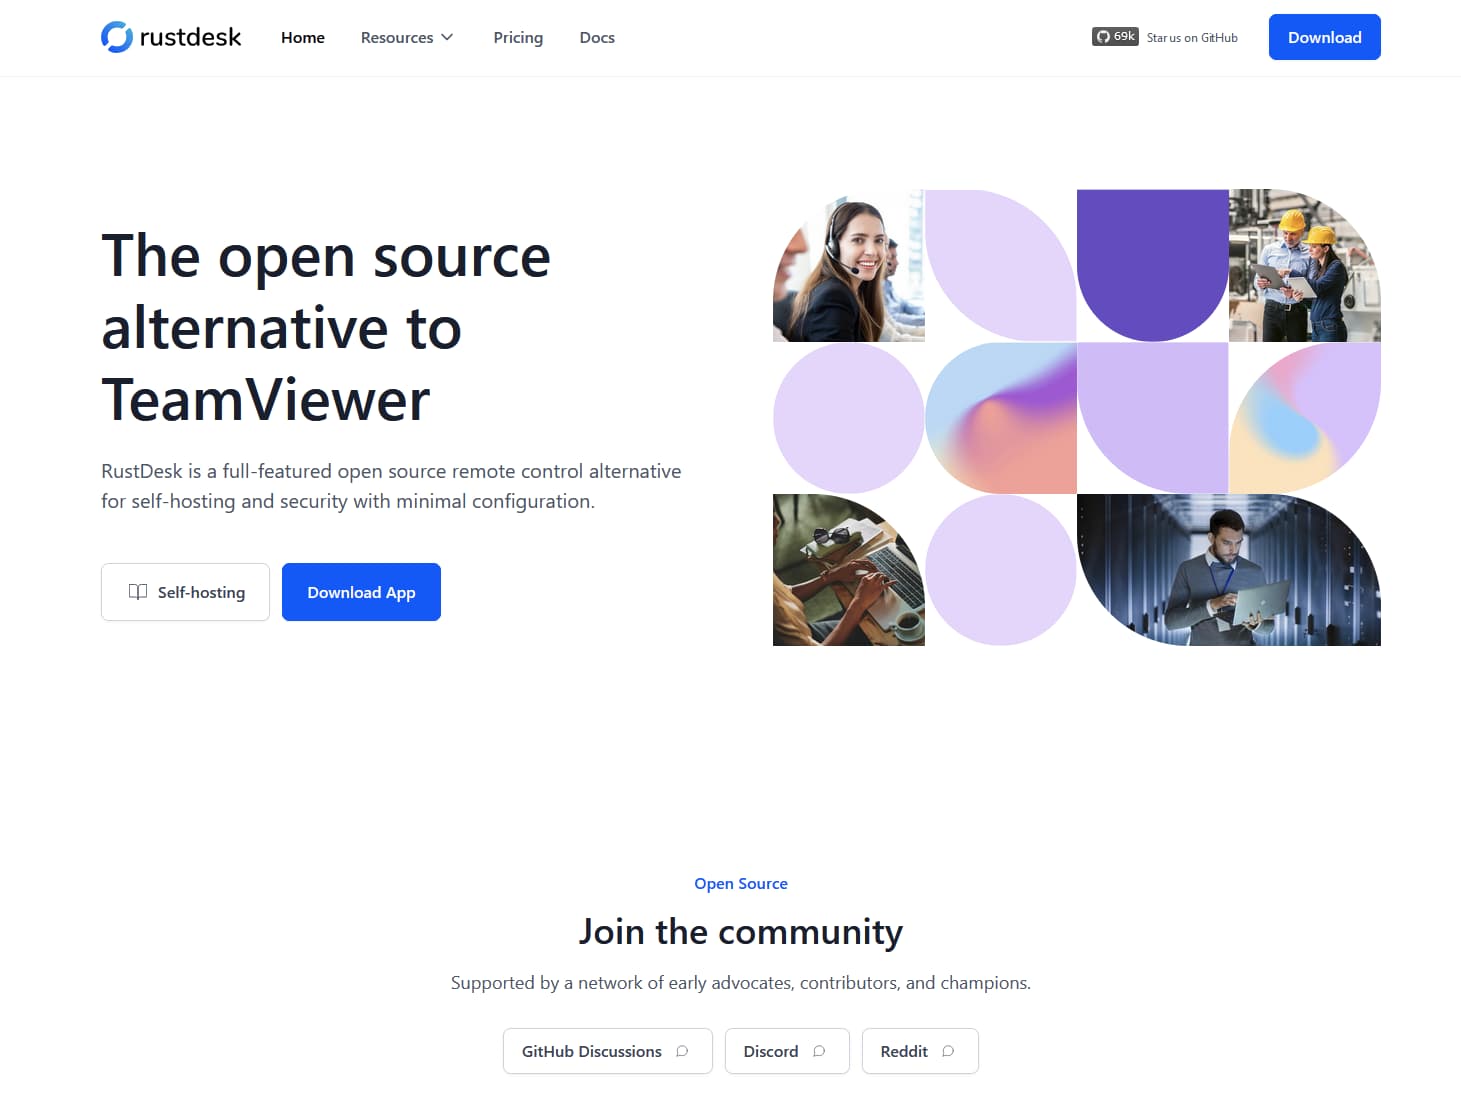 rustdesk
Home
Resources
Pricing
Docs
69k
Star us on GitHub
Download
The open source
alternative to
TeamViewer
RustDesk is a full-featured open source remote control alternative
for self-hosting and security with minimal configuration.
Self-hosting
Download App
Open Source
Join the community
Supported by a network of early advocates, contributors, and champions.
GitHub Discussions
Discord
Reddit